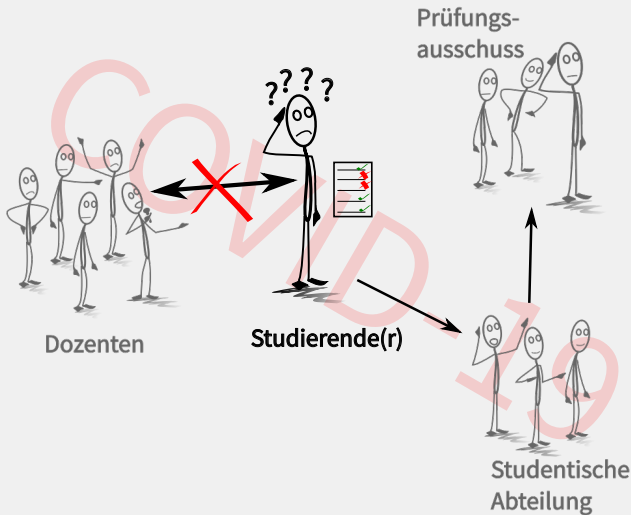 Prüfungs-
ausschuss
? ? ? ?
COVID-19
Dozenten
Studierende(r)
Studentische
Abteilung